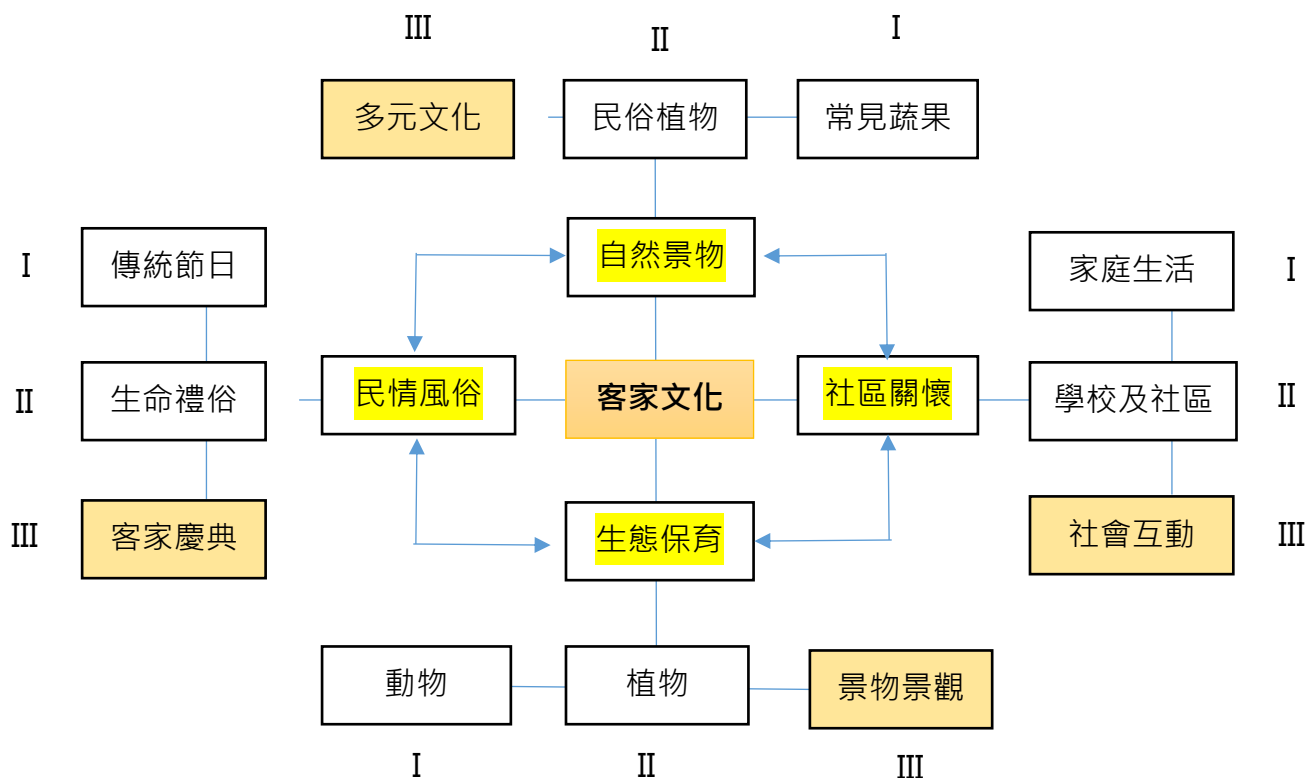 III
II
I
多元文化
民俗植物
常見蔬果
自然景物
I
傳統節日
家庭生活
I
II
生命禮俗
民情風俗
客家文化
社區關懷
學校及社區
II
III
客家慶典
生態保育
社會互動
III
動物
植物
景物景觀
I
II
III